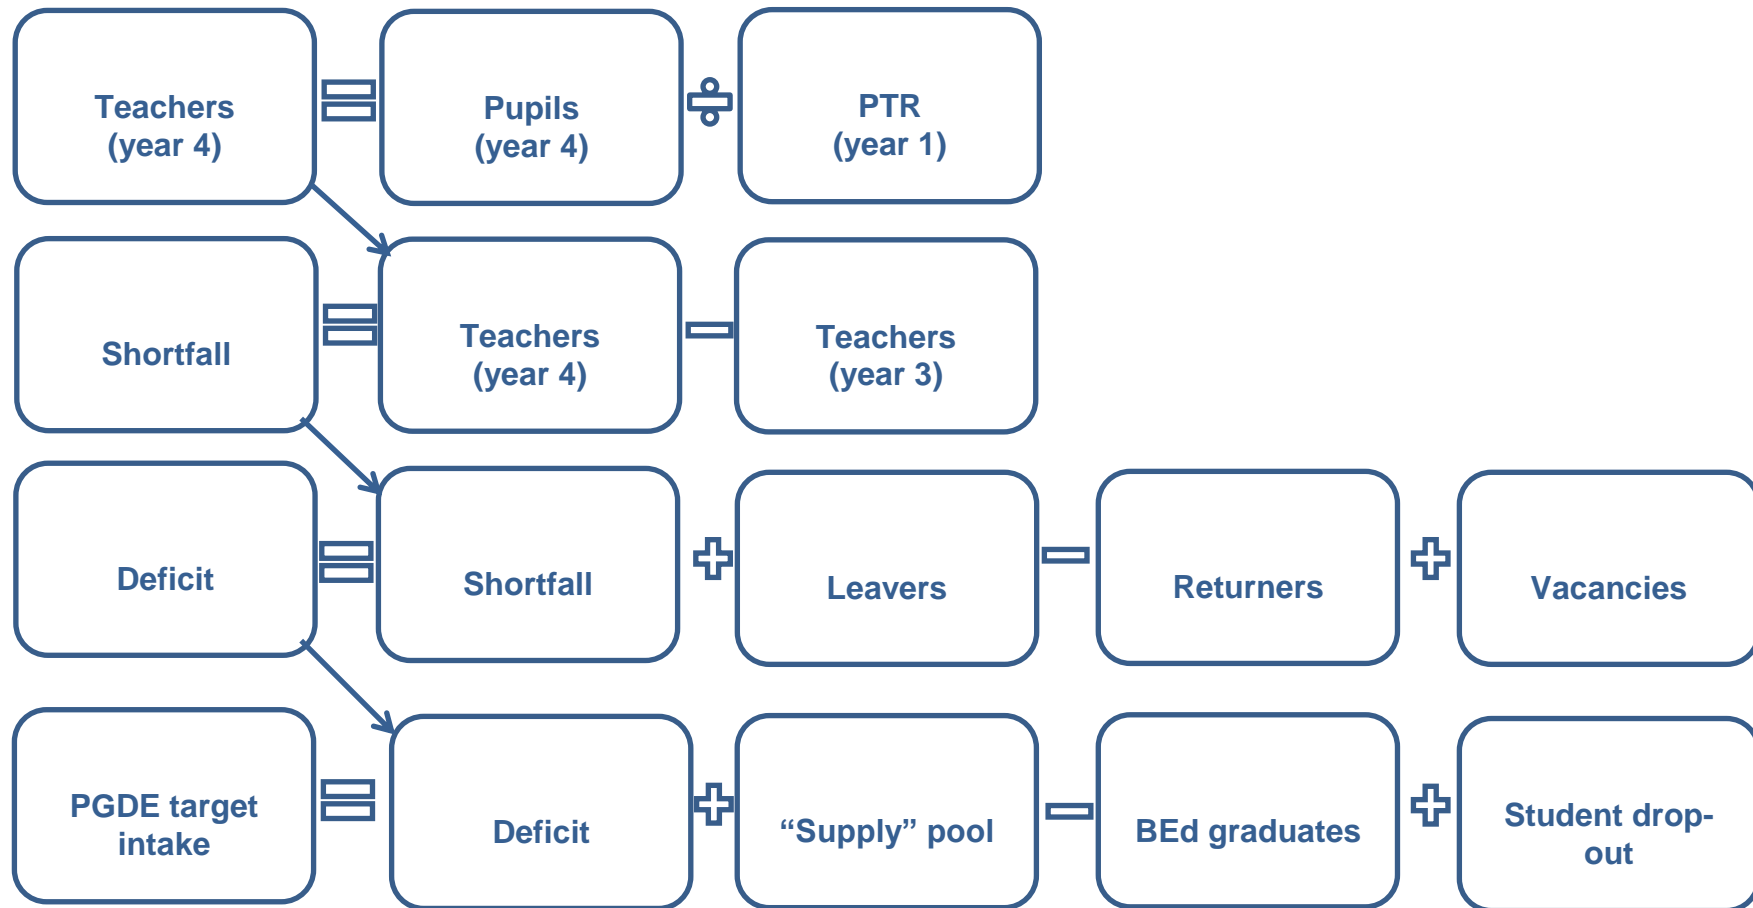 Teachers
(year 4)
Pupils
(year 4)
PTR
(year 1)
Shortfall
Teachers
(year 4)
Teachers
(year 3)
Deficit
Shortfall
Leavers
Returners
Vacancies
PGDE target
intake
Deficit
“Supply” pool
BEd graduates
Student drop-
out